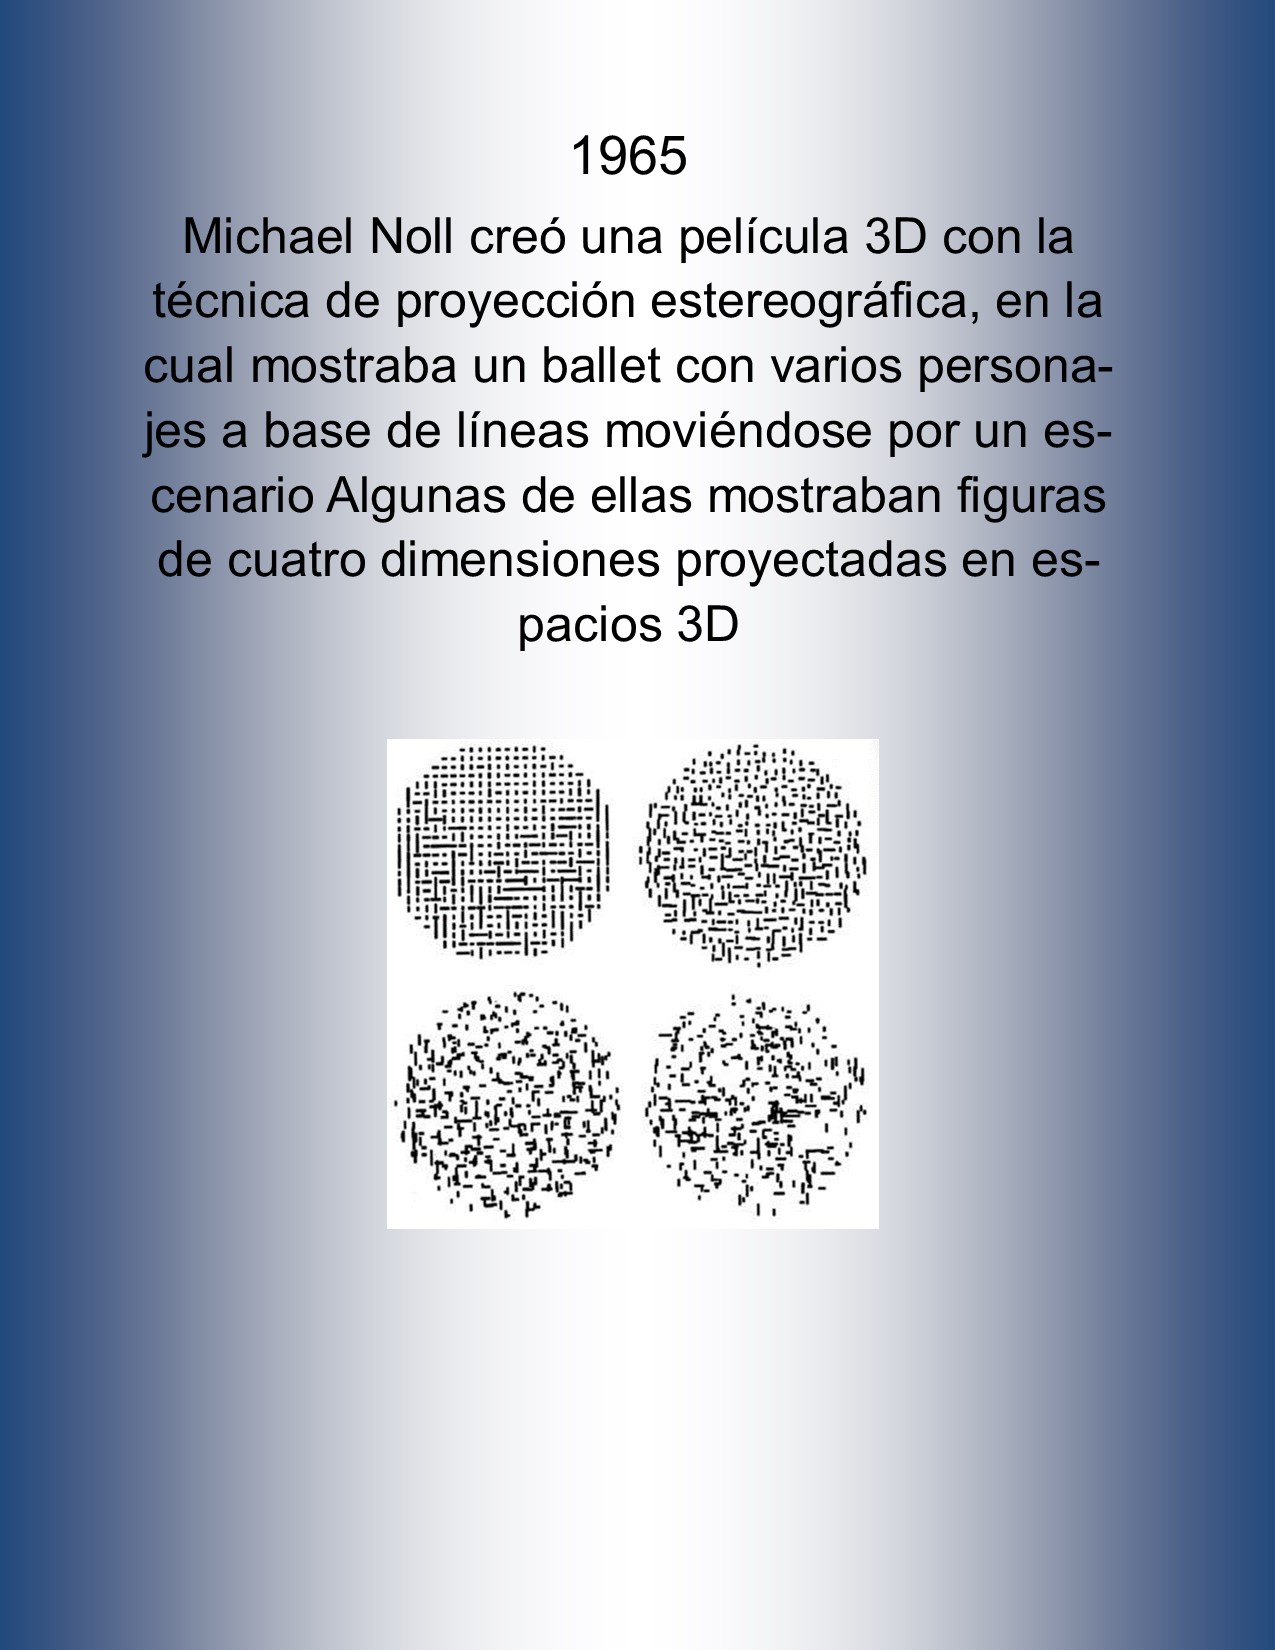 1965
Michael Noll creó una película 3D con la
técnica de proyección estereográfica, en la
cual mostraba un ballet con varios persona-
jes a base de líneas moviéndose por un es-
cenario Algunas de ellas mostraban figuras
de cuatro dimensiones proyectadas en es-
pacios 3D